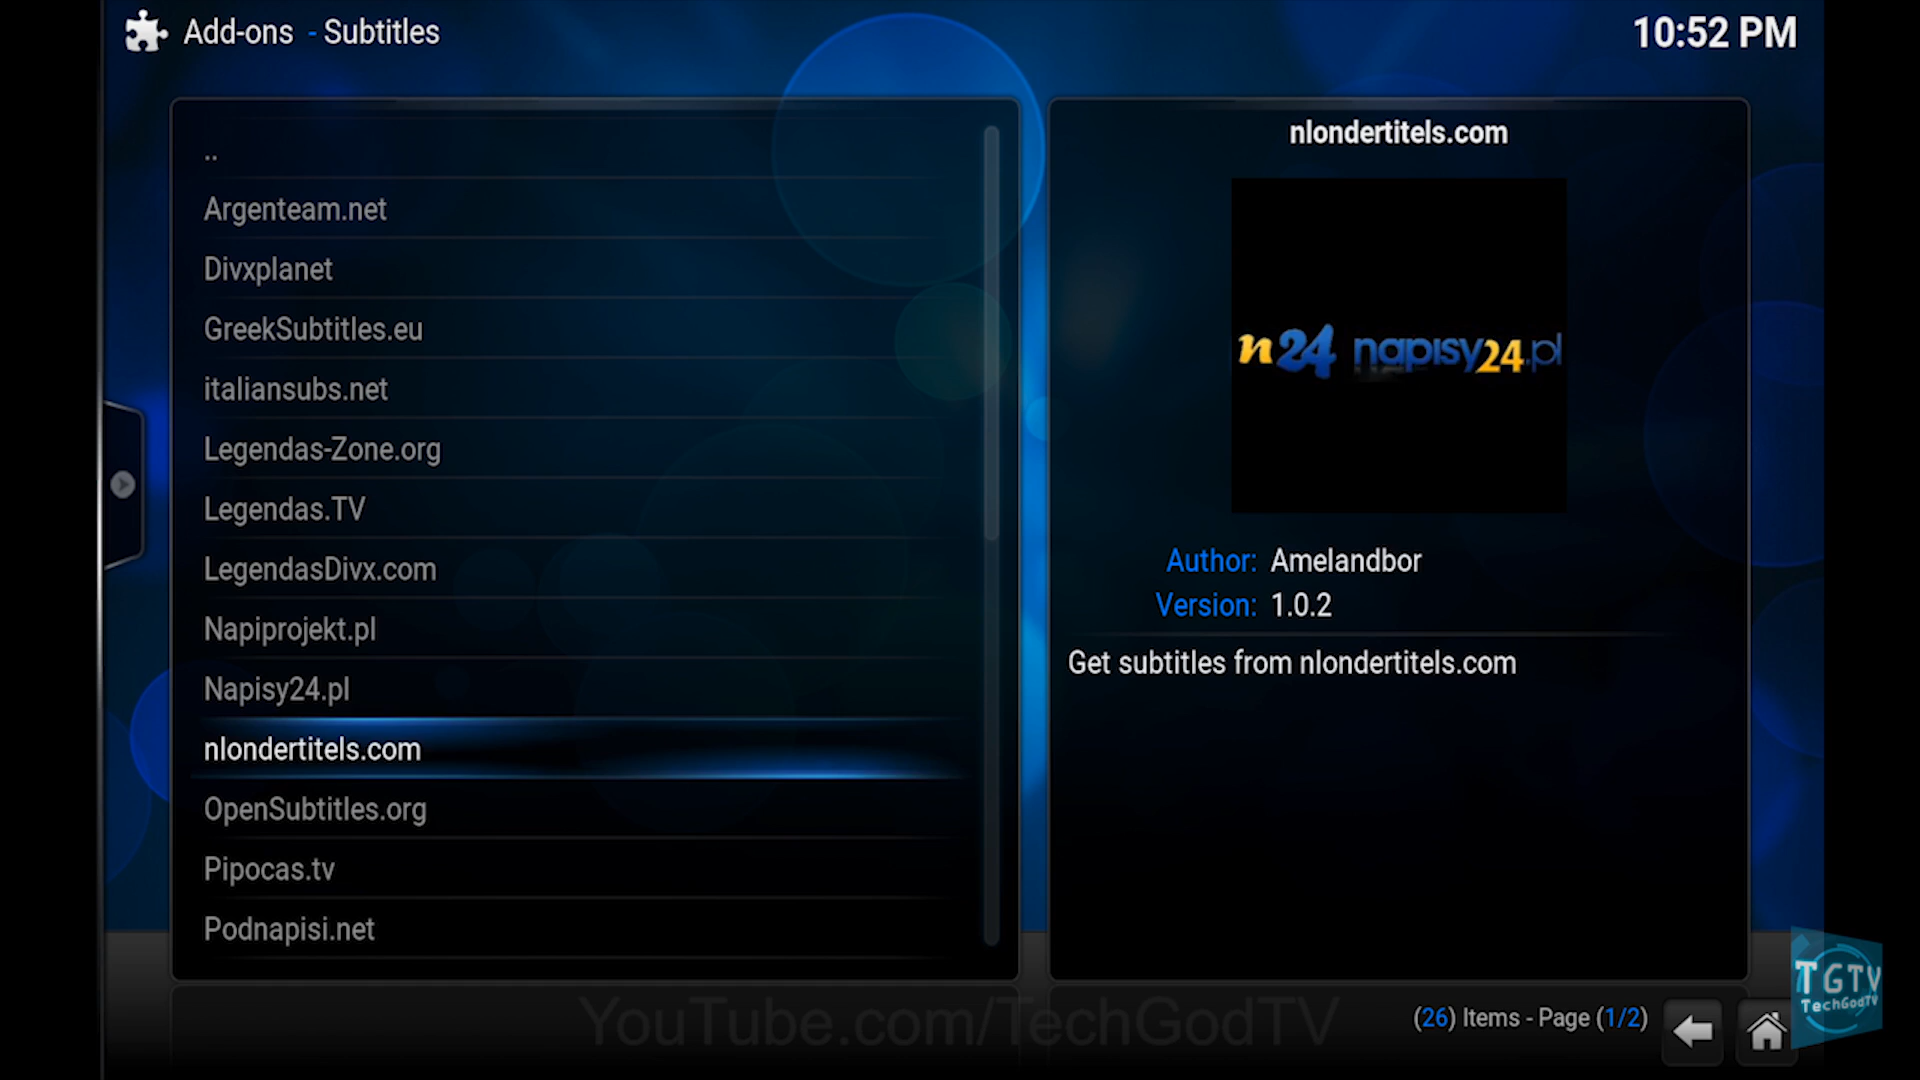 Add-ons - Subtitles
10:52 PM
..
Argenteam.net
Divxplanet
GreekSubtitles.eu
italiansubs.net
Legendas-Zone.org
Legendas.TV
LegendasDivx.com
Napiprojekt.pl
Napisy24.pl
nlondertitels.com
OpenSubtitles.org
Pipocas.tv
Podnapisi.net
nlondertitels.com
n24 napisy24.pl
Author: Amelandbor
Version: 1.0.2
Get subtitles from nlondertitels.com
YouTube.com/TechGodTV
(26) Items - Page (1/2)
TGTV
TechGodTV